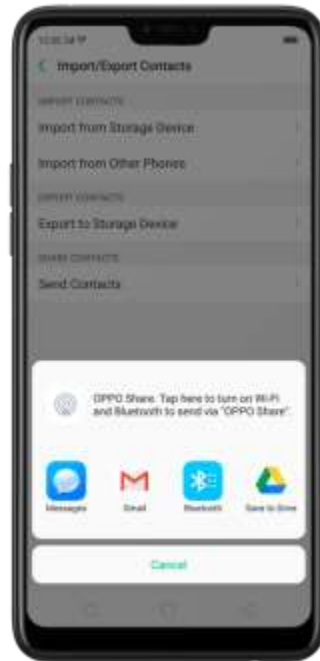 Import/Export Contacts
IMPORT CONTACTS
Import from Storage Device
Import from Other Phones
EXPORT CONTACTS
Export to Storage Device
SHARE CONTACTS
Send Contacts
OPPO Share. Tap here to turn on Wi-Fi
and Bluetooth to send via "OPPO Share".
Messages Gmail Bluetooth Save to Drive
Cancel